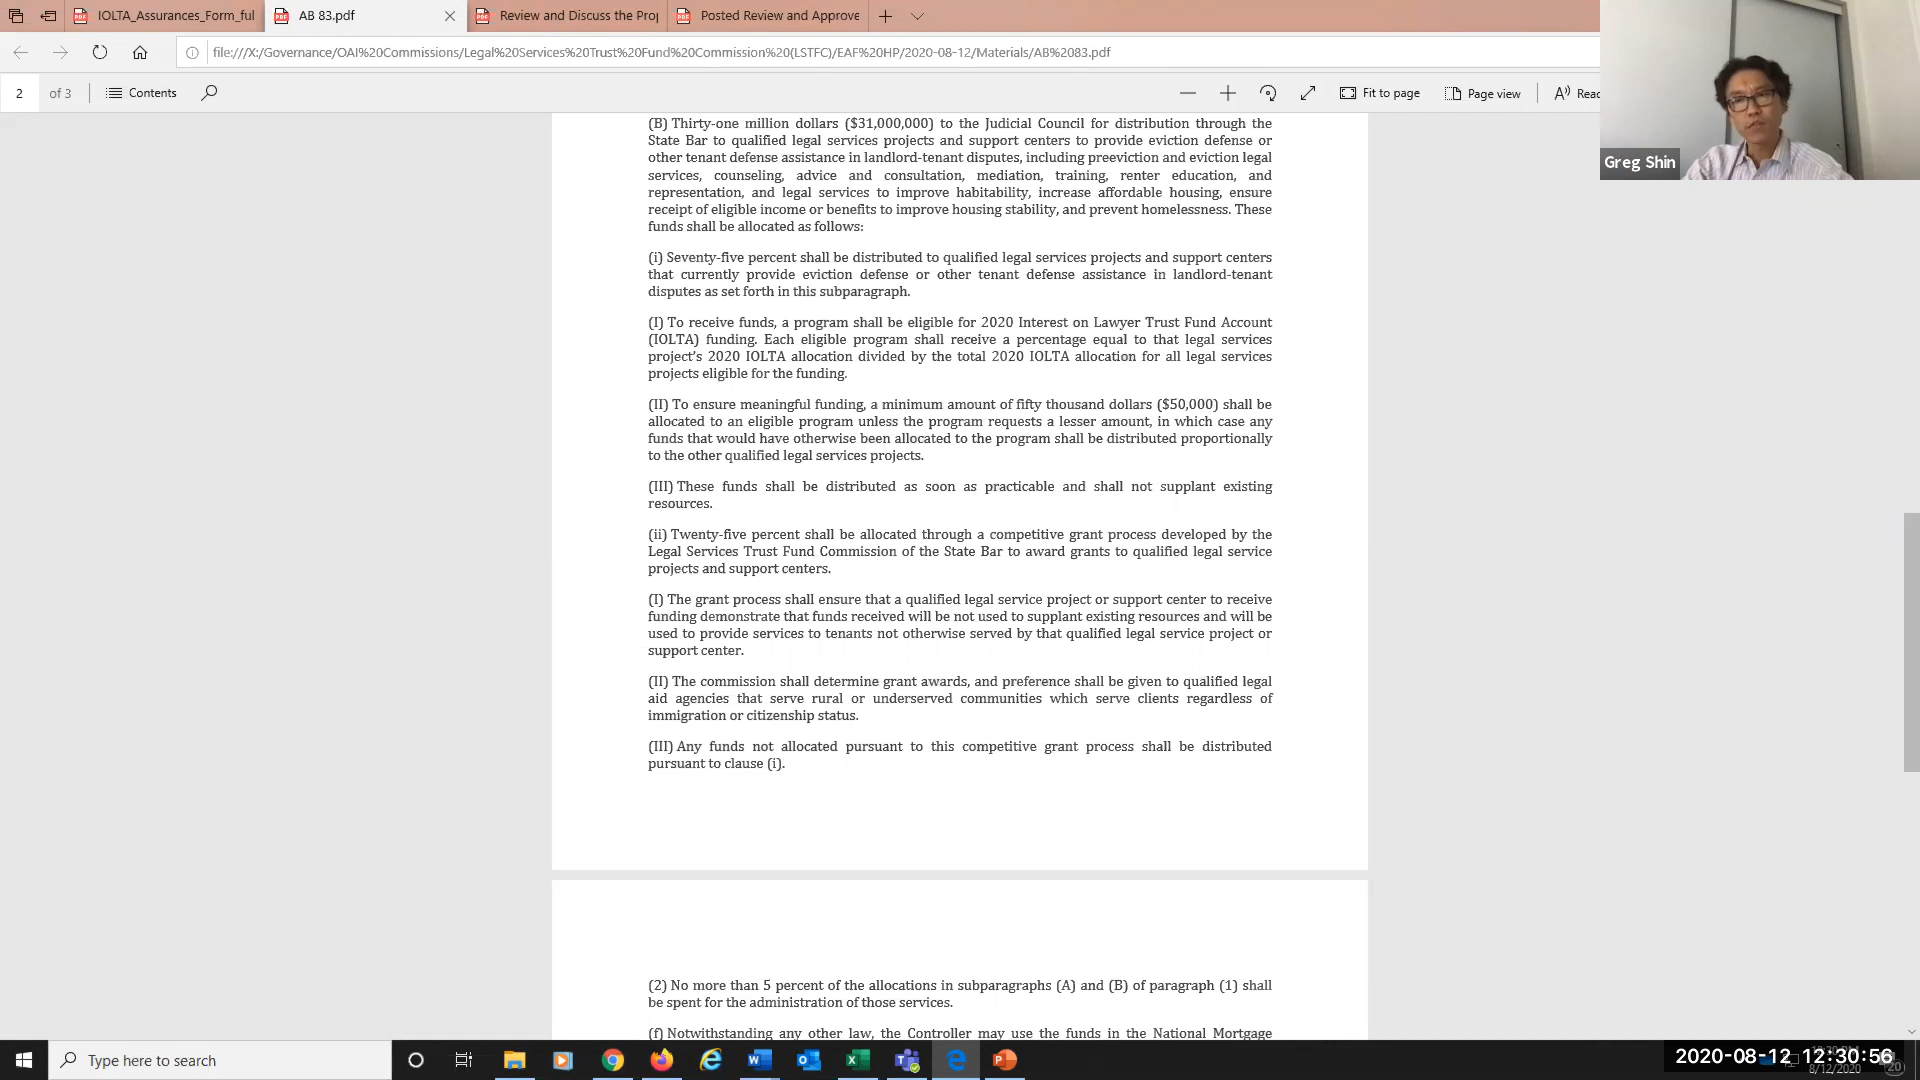 IOLTA_Assurances_Form_ful
AB 83.pdf
Review and Discuss the Proj
Posted Review and Approve
file:///X:/Governance/OAI%20Commissions/Legal%20Services%20Trust%20Fund%20Commission%20(LSTFC)/EAF%20HP/2020-08-12/Materials/AB%2083.pdf
2 of 3
Contents
Fit to page
Page view
Reac
Greg Shin
(B) Thirty-one million dollars ($31,000,000) to the Judicial Council for distribution through the
State Bar to qualified legal services projects and support centers to provide eviction defense or
other tenant defense assistance in landlord-tenant disputes, including preeviction and eviction legal
services, counseling, advice and consultation, mediation, training, renter education, and
representation, and legal services to improve habitability, increase affordable housing, ensure
receipt of eligible income or benefits to improve housing stability, and prevent homelessness. These
funds shall be allocated as follows:
(i) Seventy-five percent shall be distributed to qualified legal services projects and support centers
that currently provide eviction defense or other tenant defense assistance in landlord-tenant
disputes as set forth in this subparagraph.
(I) To receive funds, a program shall be eligible for 2020 Interest on Lawyer Trust Fund Account
(IOLTA) funding. Each eligible program shall receive a percentage equal to that legal services
project's 2020 IOLTA allocation divided by the total 2020 IOLTA allocation for all legal services
projects eligible for the funding.
(II) To ensure meaningful funding, a minimum amount of fifty thousand dollars ($50,000) shall be
allocated to an eligible program unless the program requests a lesser amount, in which case any
funds that would have otherwise been allocated to the program shall be distributed proportionally
to the other qualified legal services projects.
(III) These funds shall be distributed as soon as practicable and shall not supplant existing
resources.
(ii) Twenty-five percent shall be allocated through a competitive grant process developed by the
Legal Services Trust Fund Commission of the State Bar to award grants to qualified legal service
projects and support centers.
(I) The grant process shall ensure that a qualified legal service project or support center to receive
funding demonstrate that funds received will be not used to supplant existing resources and will be
used to provide services to tenants not otherwise served by that qualified legal service project or
support center.
(II) The commission shall determine grant awards, and preference shall be given to qualified legal
aid agencies that serve rural or underserved communities which serve clients regardless of
immigration or citizenship status.
(III) Any funds not allocated pursuant to this competitive grant process shall be distributed
pursuant to clause (i).
(2) No more than 5 percent of the allocations in subparagraphs (A) and (B) of paragraph (1) shall
be spent for the administration of those services.
(f) Notwithstanding any other law, the Controller may use the funds in the National Mortgage
Type here to search
2020-08-12 12:30:56
8/12/2020
20